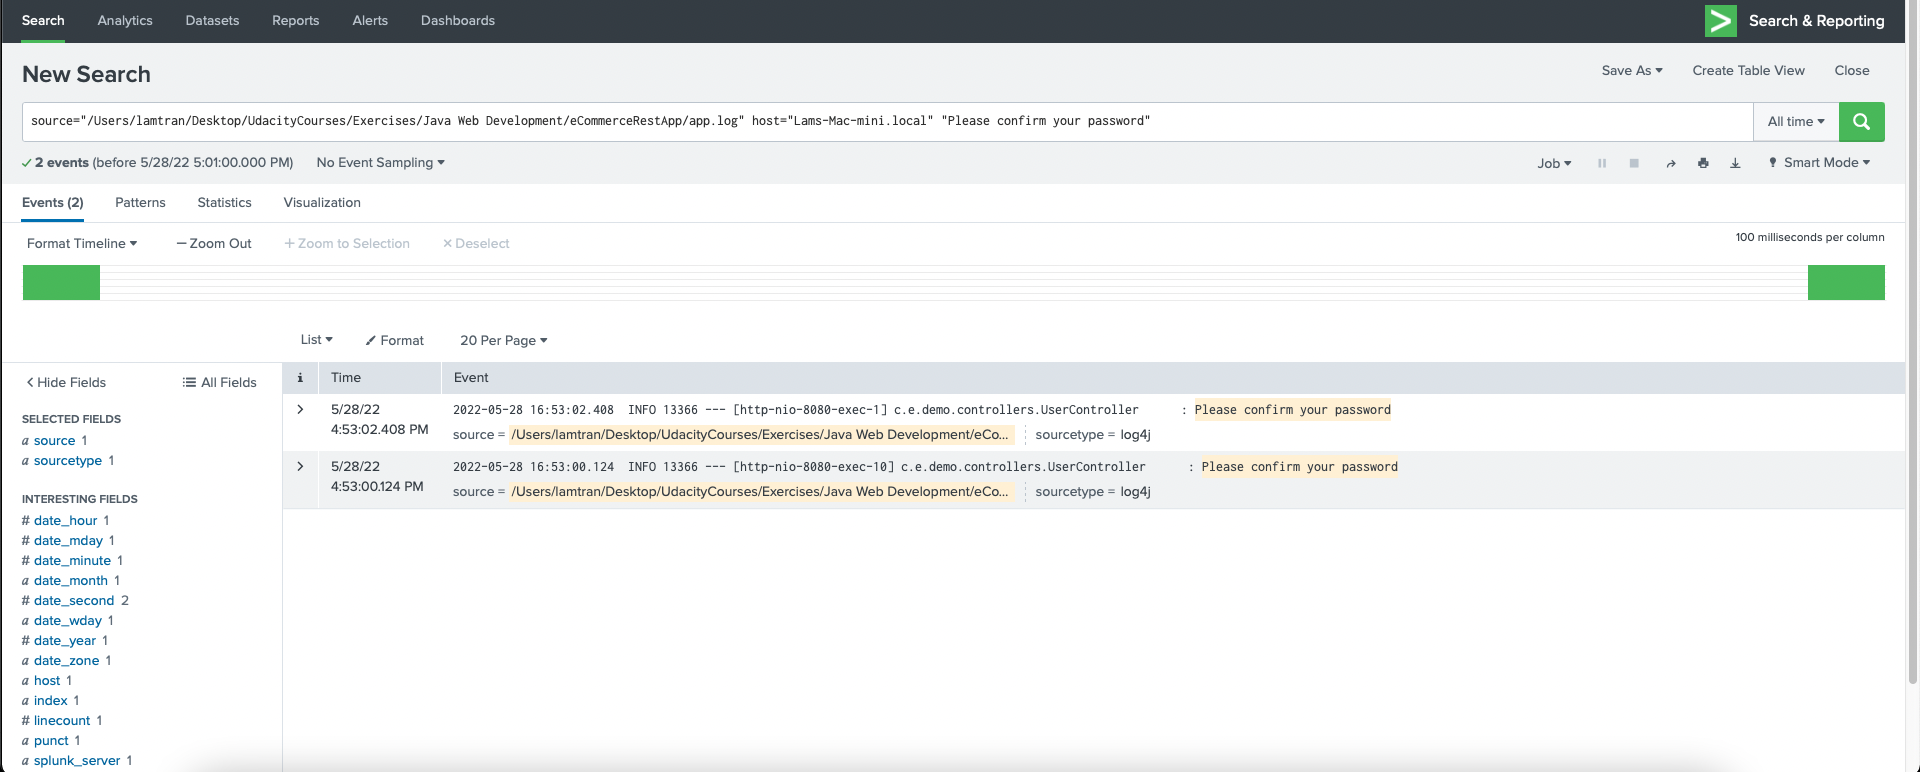 Search Analytics Datasets Reports Alerts Dashboards Search & Reporting
New Search
Save As Create Table View Close
source="/Users/lamtran/Desktop/UdacityCourses/Exercises/Java Web Development/eCommerceRestApp/app.log" host="Lams-Mac-mini.local" "Please confirm your password"
All time
2 events (before 5/28/22 5:01:00.000 PM) No Event Sampling Job Smart Mode
Events (2) Patterns Statistics Visualization
Format Timeline Zoom Out Zoom to Selection Deselect
100 milliseconds per column
List Format 20 Per Page
Hide Fields All Fields
i Time Event
5/28/22
4:53:02.408 PM
2022-05-28 16:53:02.408 INFO 13366 --- [http-nio-8080-exec-1] c.e.demo.controllers.UserController : Please confirm your password
source = /Users/lamtran/Desktop/UdacityCourses/Exercises/Java Web Development/eCo... sourcetype = log4j
5/28/22
4:53:00.124 PM
2022-05-28 16:53:00.124 INFO 13366 --- [http-nio-8080-exec-10] c.e.demo.controllers.UserController : Please confirm your password
source = /Users/lamtran/Desktop/UdacityCourses/Exercises/Java Web Development/eCo... sourcetype = log4j
SELECTED FIELDS
a source 1
a sourcetype 1
INTERESTING FIELDS
# date_hour 1
# date_mday 1
# date_minute 1
a date_month 1
# date_second 2
a date_wday 1
# date_year 1
a date_zone 1
a host 1
a index 1
# linecount 1
a punct 1
a splunk_server 1